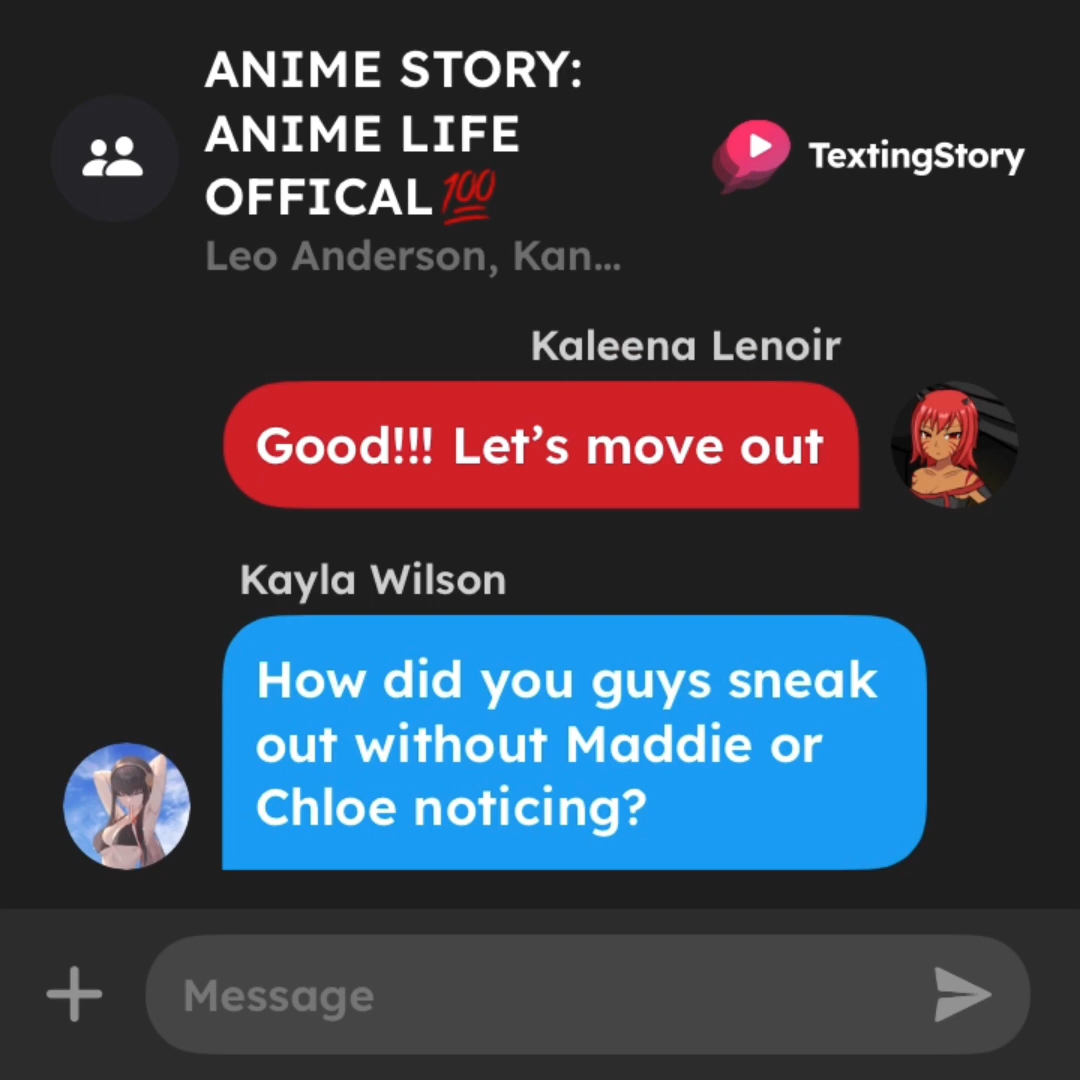 ANIME STORY:
ANIME LIFE
OFFICAL💯
Leo Anderson, Kan...
TextingStory
Kaleena Lenoir
Good!!! Let’s move out
Kayla Wilson
How did you guys sneak
out without Maddie or
Chloe noticing?
Message